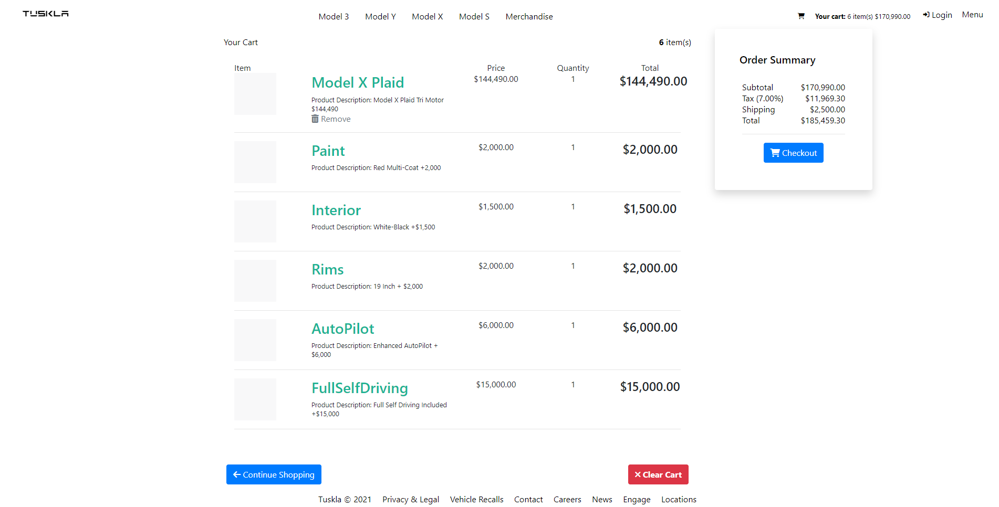 TUSKLA
Model 3 Model Y Model X Model S Merchandise
Your cart: 6 item(s) $170,990.00 Login Menu
Your Cart 6 item(s)
Item Price Quantity Total
Model X Plaid $144,490.00 1 $144,490.00
Product Description: Model X Plaid Tri Motor
$144,490
Remove
Paint $2,000.00 1 $2,000.00
Product Description: Red Multi-Coat +2,000
Interior $1,500.00 1 $1,500.00
Product Description: White-Black +$1,500
Rims $2,000.00 1 $2,000.00
Product Description: 19 Inch + $2,000
AutoPilot $6,000.00 1 $6,000.00
Product Description: Enhanced AutoPilot +
$6,000
FullSelfDriving $15,000.00 1 $15,000.00
Product Description: Full Self Driving Included
+$15,000
Order Summary
Subtotal $170,990.00
Tax (7.00%) $11,969.30
Shipping $2,500.00
Total $185,459.30
Checkout
Continue Shopping Clear Cart
Tuskla © 2021 Privacy & Legal Vehicle Recalls Contact Careers News Engage Locations